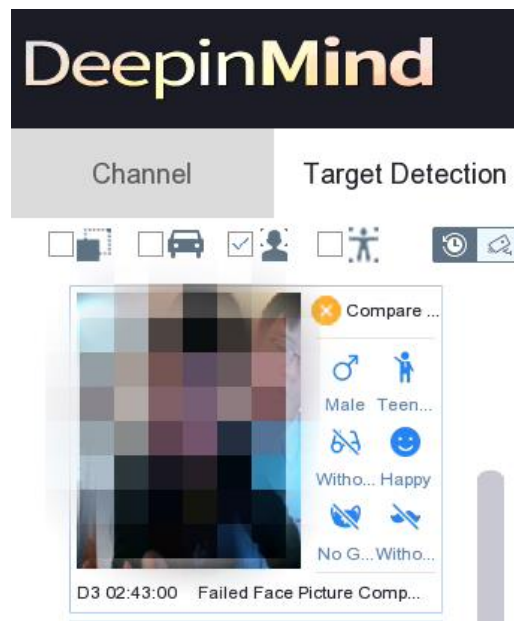 DeepinMind
Channel
Target Detection
Compare ...
Male Teen...
Witho... Happy
No G... Witho...
D3 02:43:00 Failed Face Picture Comp...